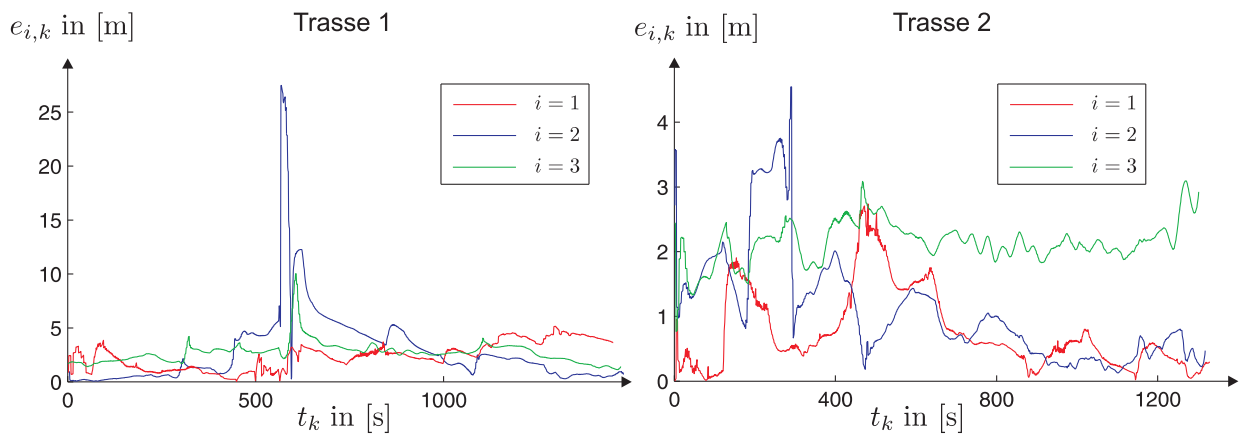 e_{i,k} in [m]
Trasse 1
25
20
15
10
5
0
0
500
1000
t_k in [s]
i = 1
i = 2
i = 3
e_{i,k} in [m]
Trasse 2
4
3
2
1
0
0
400
800
1200
t_k in [s]
i = 1
i = 2
i = 3